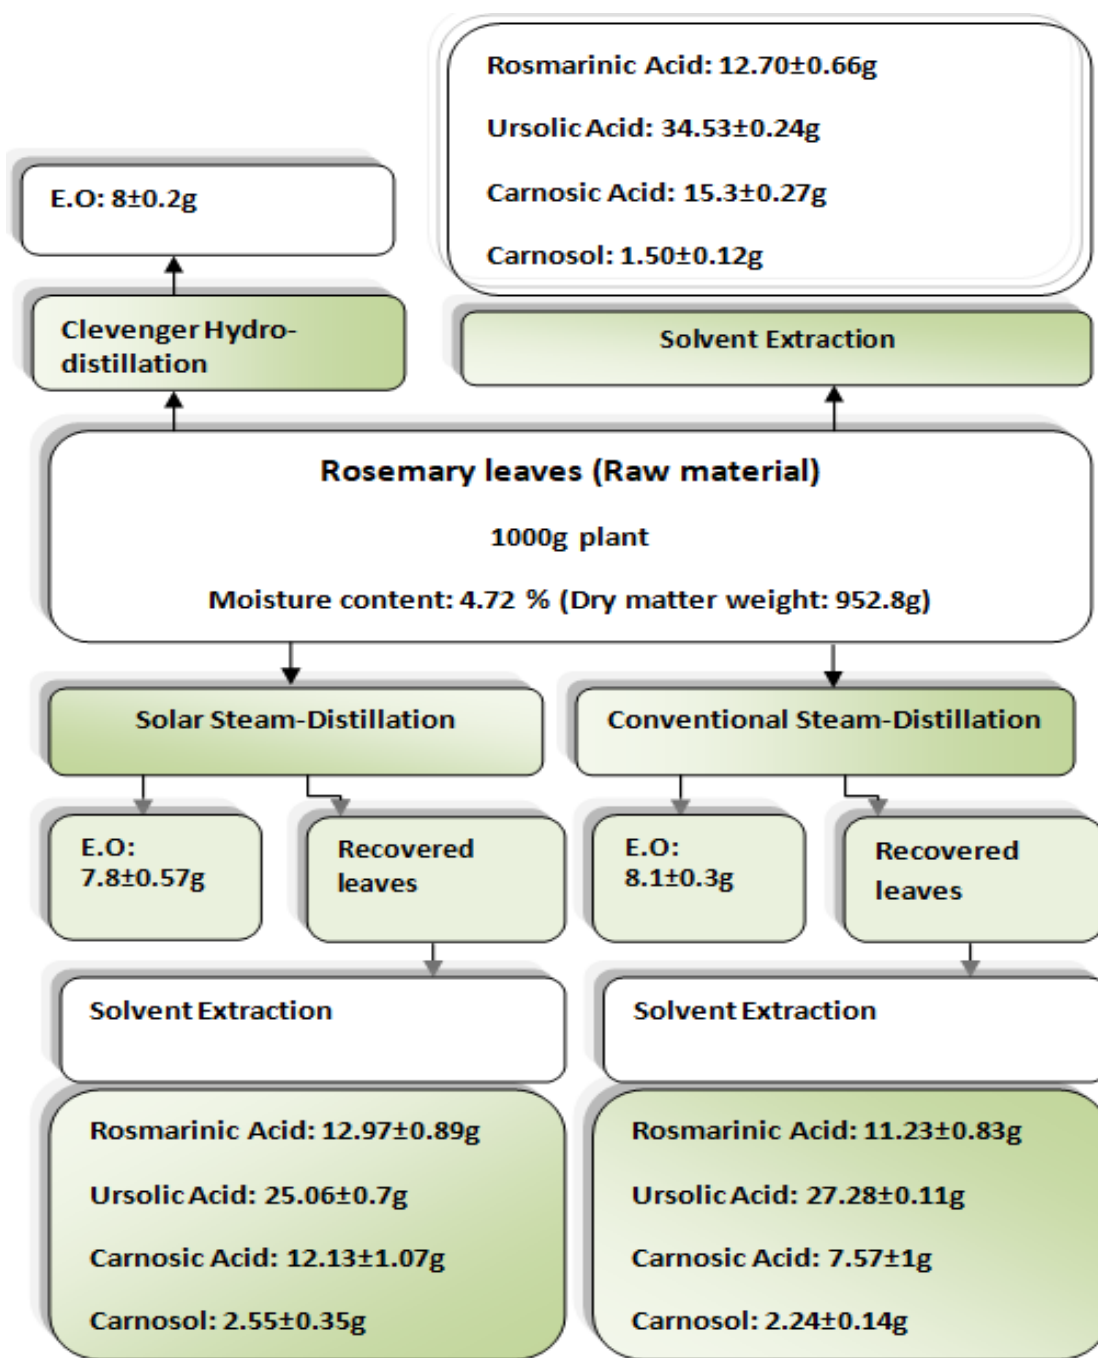 Rosmarinic Acid: 12.70±0.66g
Ursolic Acid: 34.53±0.24g
Carnosic Acid: 15.3±0.27g
Carnosol: 1.50±0.12g
E.O: 8±0.2g
Clevenger Hydro-
distillation
Solvent Extraction
Rosemary leaves (Raw material)
1000g plant
Moisture content: 4.72 % (Dry matter weight: 952.8g)
Solar Steam-Distillation
Conventional Steam-Distillation
E.O:
7.8±0.57g
Recovered
leaves
E.O:
8.1±0.3g
Recovered
leaves
Solvent Extraction
Solvent Extraction
Rosmarinic Acid: 12.97±0.89g
Ursolic Acid: 25.06±0.7g
Carnosic Acid: 12.13±1.07g
Carnosol: 2.55±0.35g
Rosmarinic Acid: 11.23±0.83g
Ursolic Acid: 27.28±0.11g
Carnosic Acid: 7.57±1g
Carnosol: 2.24±0.14g